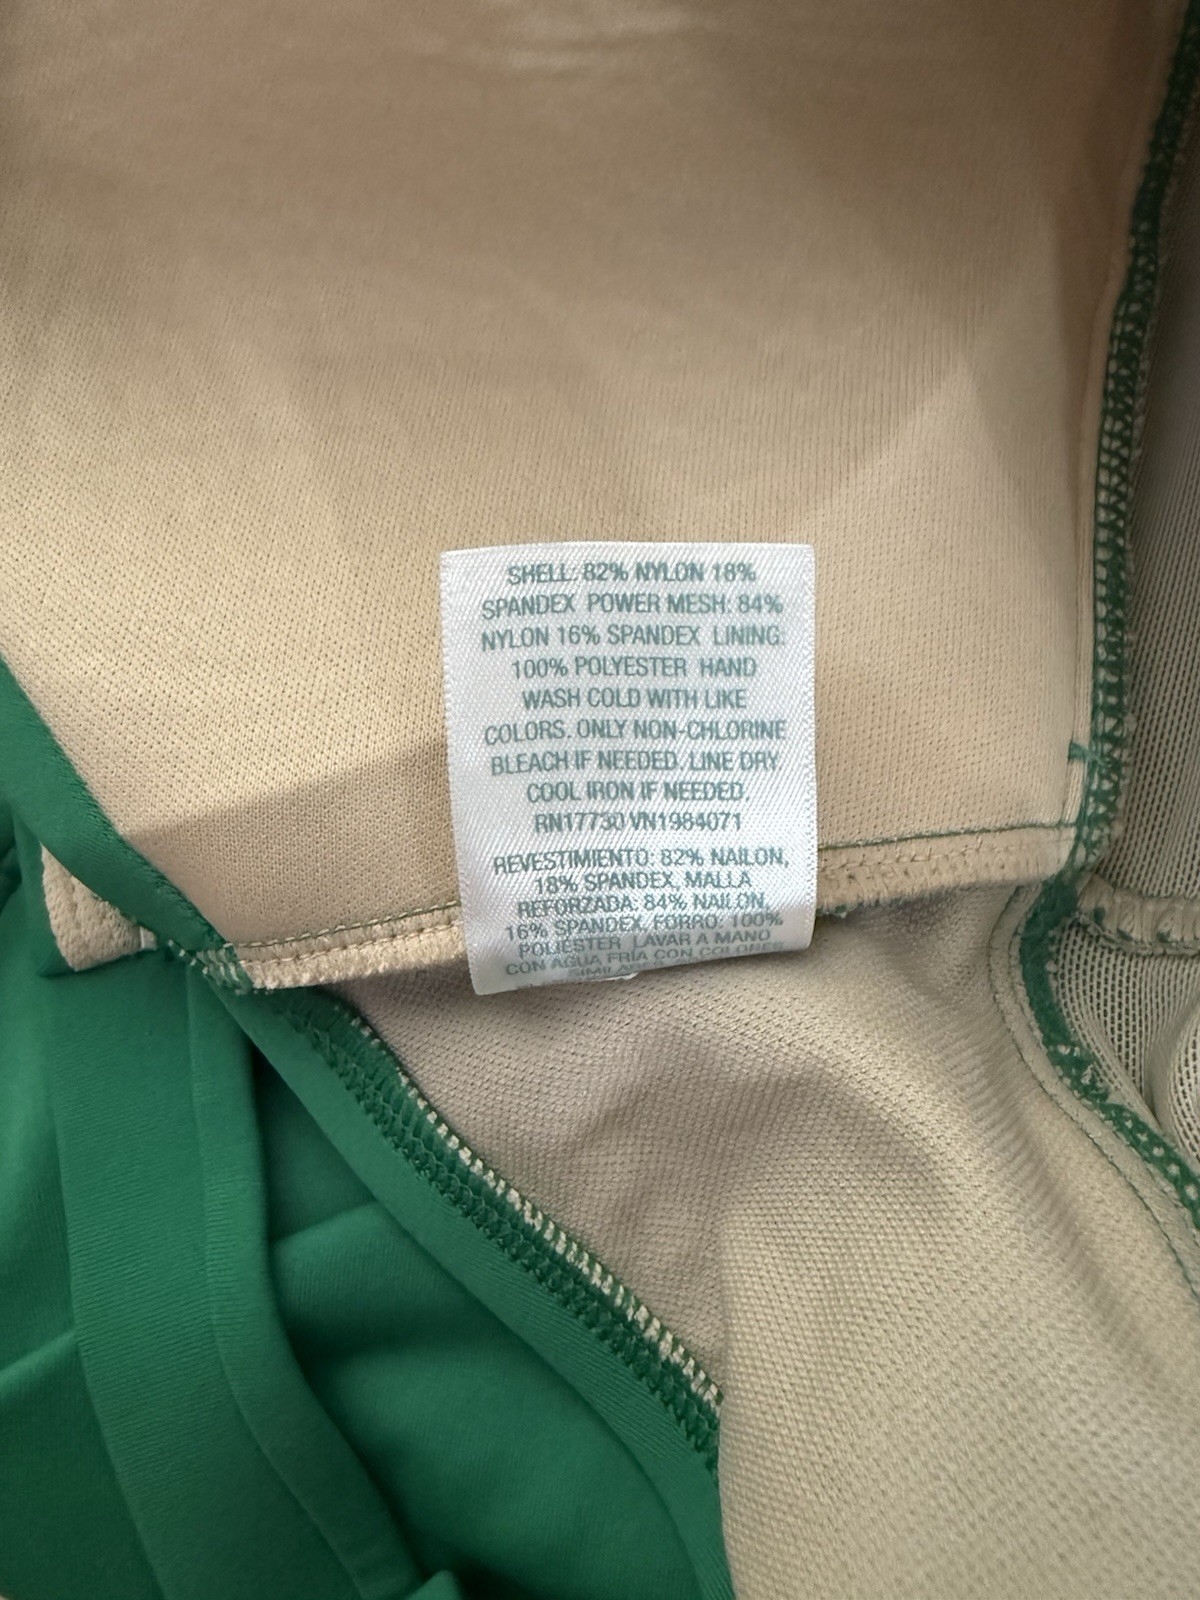 SHELL: 82% NYLON 18%
SPANDEX POWER MESH: 84%
NYLON 16% SPANDEX LINING:
100% POLYESTER HAND
WASH COLD WITH LIKE
COLORS. ONLY NON-CHLORINE
BLEACH IF NEEDED. LINE DRY.
COOL IRON IF NEEDED.
RN17730 VN1984071
REVESTIMIENTO: 82% NAILON,
18% SPANDEX, MALLA
REFORZADA: 84% NAILON,
16% SPANDEX, FORRO: 100%
POLIESTER LAVAR A MANO
CON AGUA FRIA CON COLORES